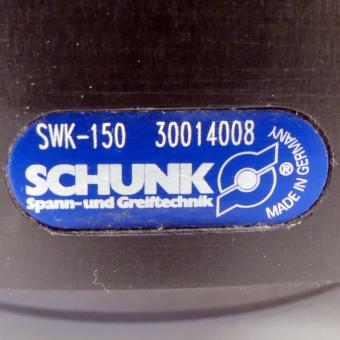 SWK-150 30014008
SCHUNK ®
Spann- und Greiftechnik
MADE IN GERMANY